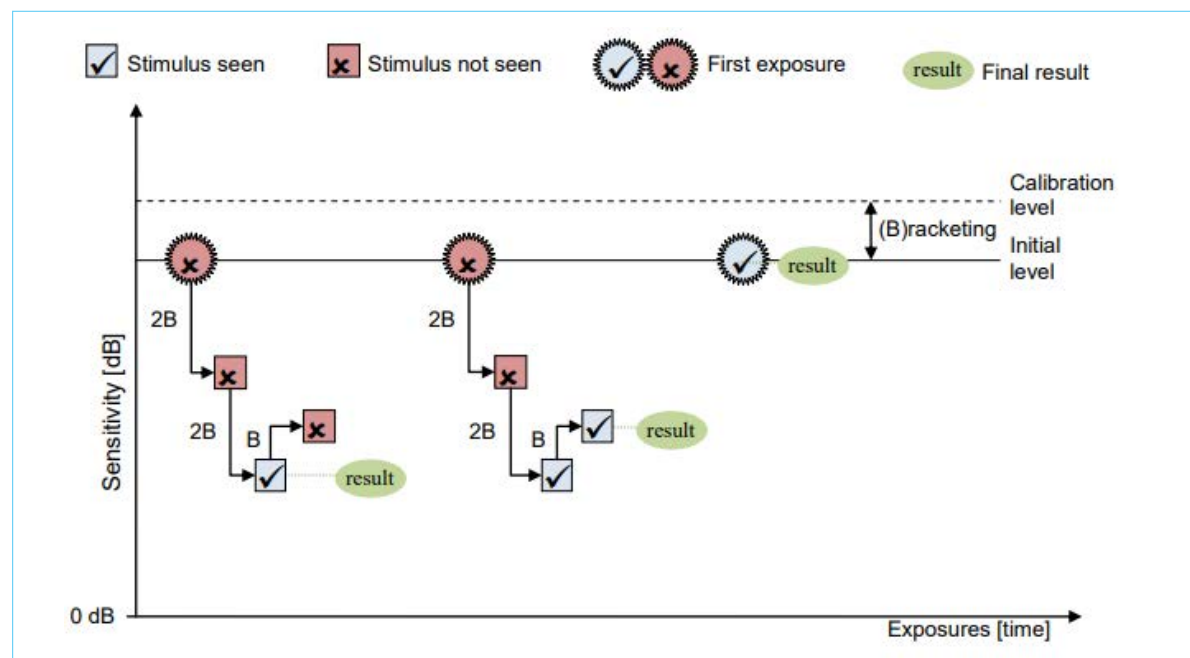 Stimulus seen
Stimulus not seen
First exposure
result
Final result
Calibration
level
(B)racketing
Initial
level
result
2B
2B
Sensitivity [dB]
2B
B
result
2B
B
result
0 dB
Exposures [time]